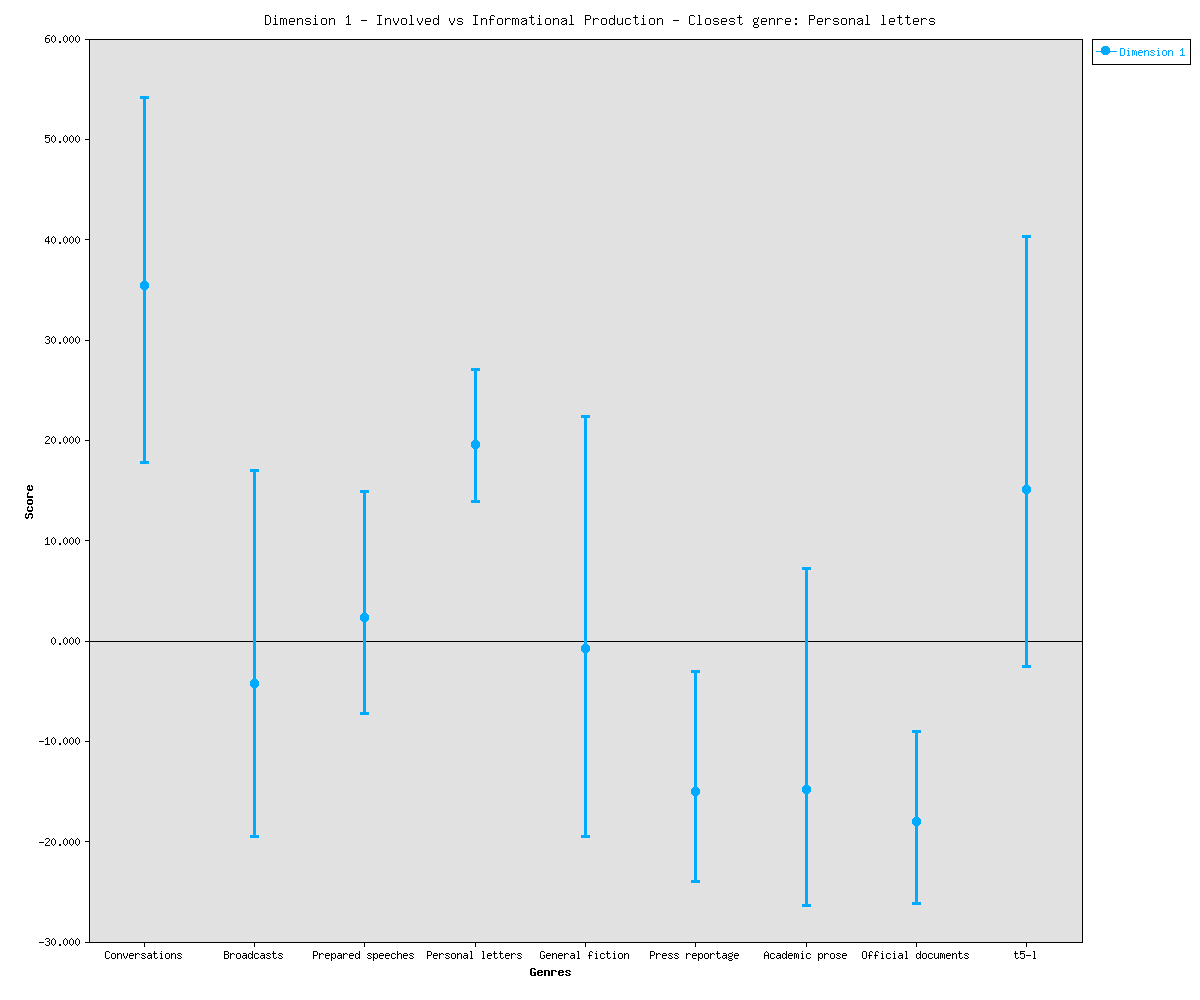 Dimension 1 - Involved vs Informational Production - Closest genre: Personal letters
Dimension 1
60.000
50.000
40.000
30.000
20.000
10.000
0.000
-10.000
-20.000
-30.000
Score
Conversations Broadcasts Prepared speeches Personal letters General fiction Press reportage Academic prose Official documents t5-l
Genres